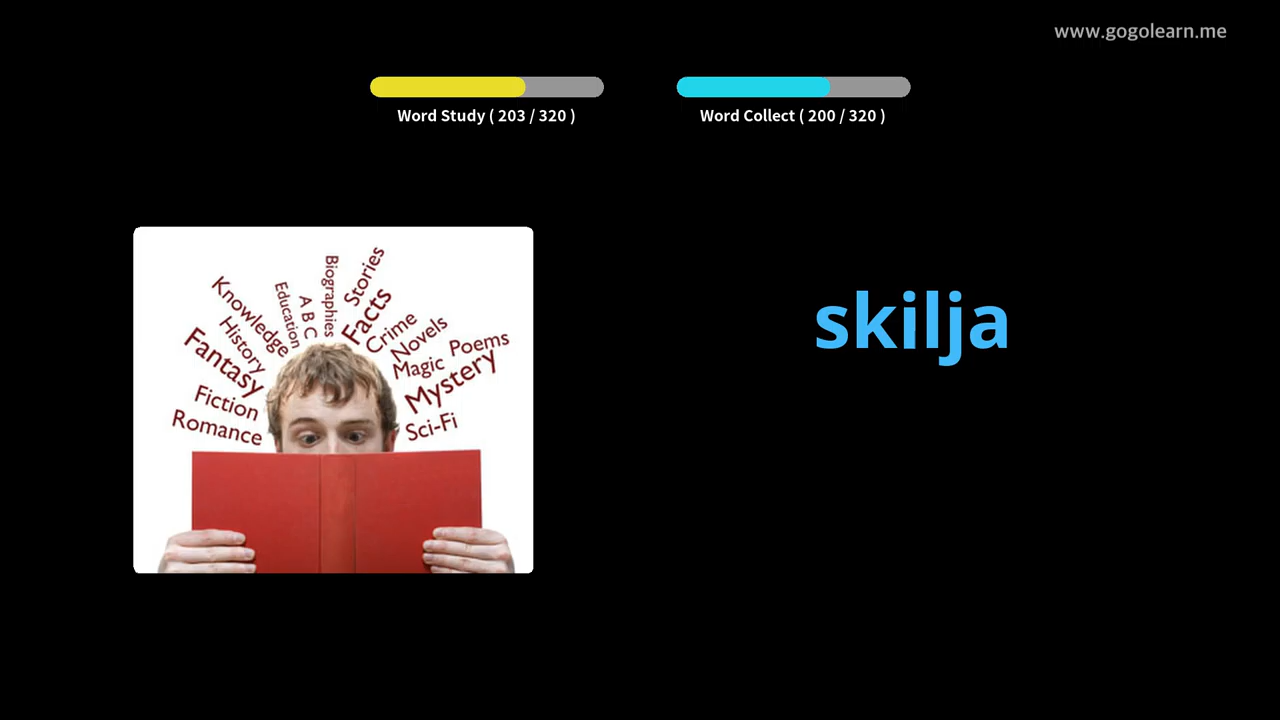 www.gogolearn.me
Word Study ( 203 / 320 )
Word Collect ( 200 / 320 )
Romance
Fiction
Fantasy
History
Knowledge
Education
A B C
Biographies
Stories
Facts
Crime
Novels
Magic
Poems
Mystery
Sci-Fi
skilja